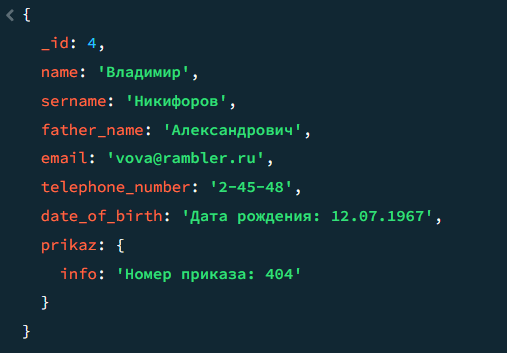 {
_id: 4,
name: 'Владимир',
sername: 'Никифоров',
father_name: 'Александрович',
email: 'vova@rambler.ru',
telephone_number: '2-45-48',
date_of_birth: 'Дата рождения: 12.07.1967',
prikaz: {
info: 'Номер приказа: 404'
}
}